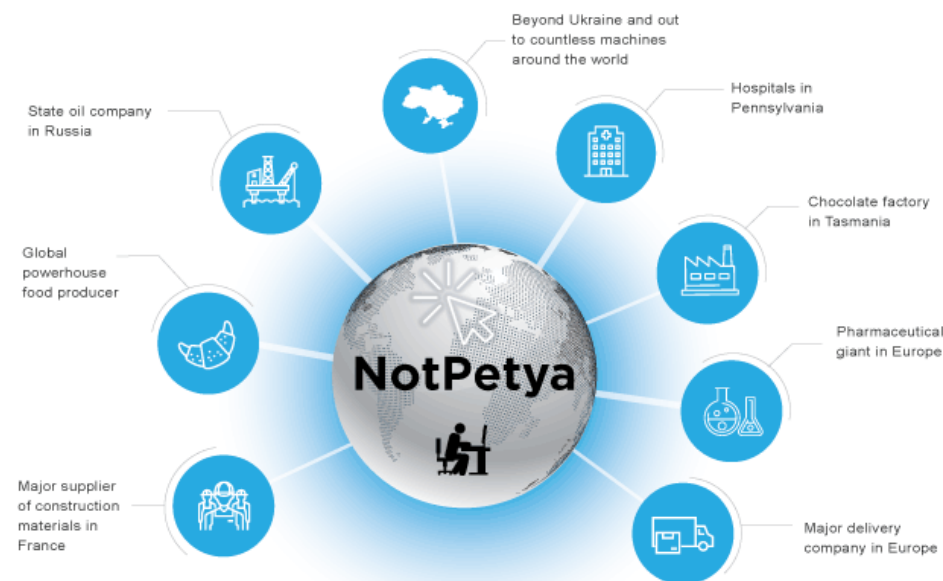 Beyond Ukraine and out
to countless machines
around the world
Hospitals in
Pennsylvania
State oil company
in Russia
Chocolate factory
in Tasmania
Global
powerhouse
food producer
Pharmaceutical
giant in Europe
NotPetya
Major supplier
of construction
materials in
France
Major delivery
company in Europe